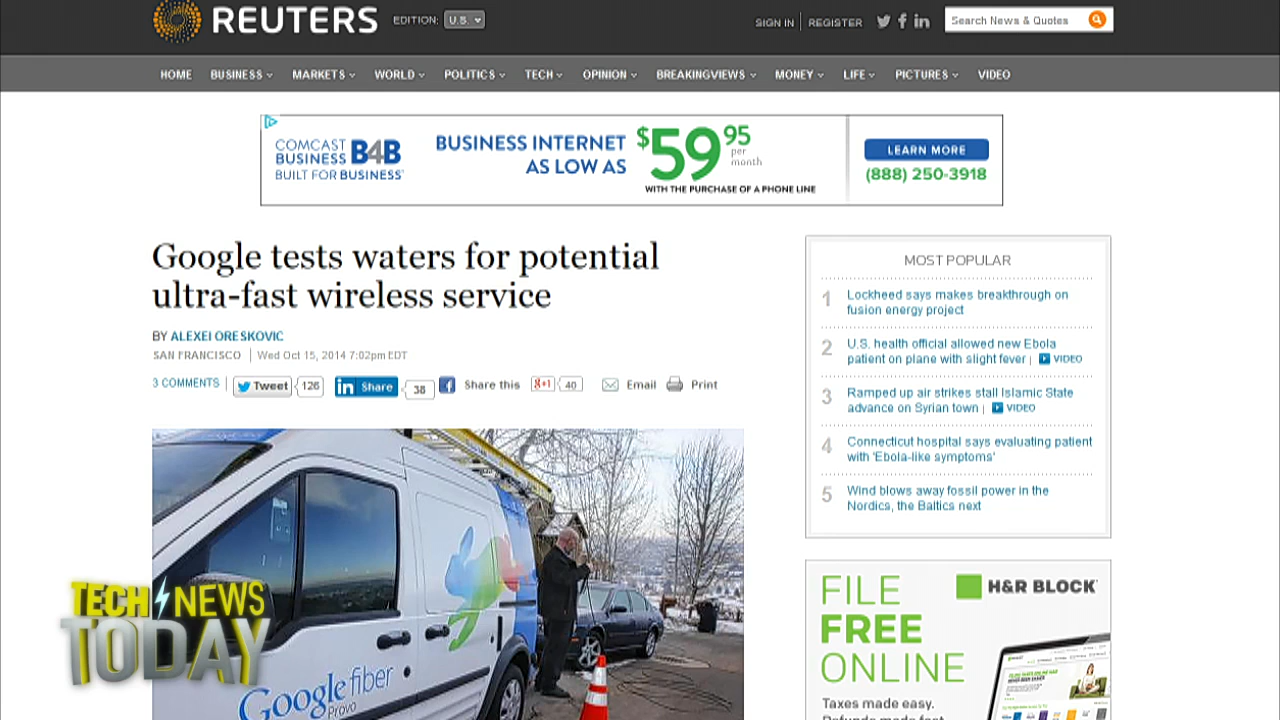 REUTERS
EDITION: U.S.
SIGN IN | REGISTER
Search News & Quotes
HOME BUSINESS MARKETS WORLD POLITICS TECH OPINION BREAKINGVIEWS MONEY LIFE PICTURES VIDEO
COMCAST
BUSINESS B4B
BUILT FOR BUSINESS
BUSINESS INTERNET
AS LOW AS
$59.95
per
month
WITH THE PURCHASE OF A PHONE LINE
LEARN MORE
(888) 250-3918
Google tests waters for potential
ultra-fast wireless service
BY ALEXEI ORESKOVIC
SAN FRANCISCO | Wed Oct 15, 2014 7:02pm EDT
3 COMMENTS | Tweet 126 in Share 38 f Share this g+1 40 Email Print
MOST POPULAR
1 Lockheed says makes breakthrough on
fusion energy project
2 U.S. health official allowed new Ebola
patient on plane with slight fever | VIDEO
3 Ramped up air strikes stall Islamic State
advance on Syrian town | VIDEO
4 Connecticut hospital says evaluating patient
with 'Ebola-like symptoms'
5 Wind blows away fossil power in the
Nordics, the Baltics next
Google fiber
Provo
TECH NEWS
TODAY
FILE
FREE
ONLINE
H&R BLOCK
Taxes made easy.
Refunds made fast